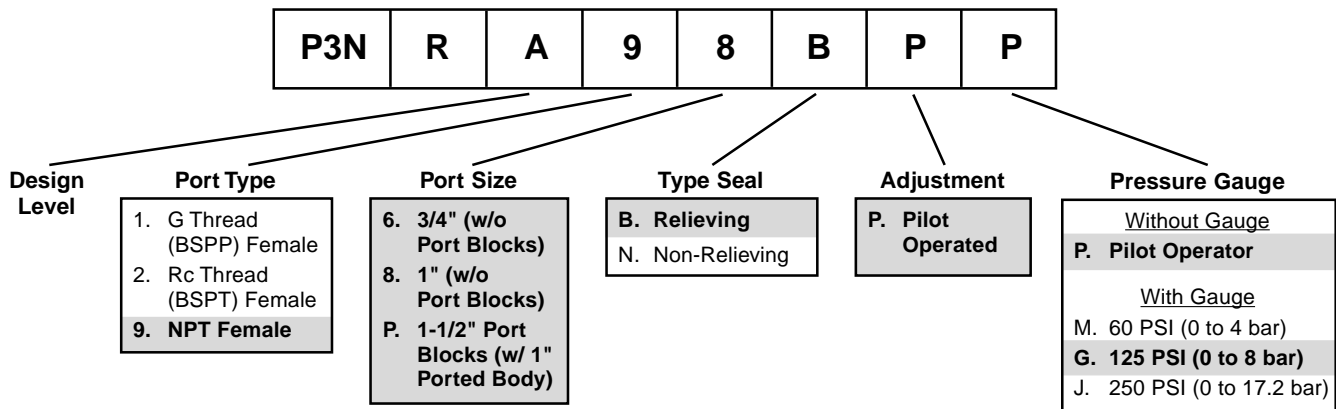 P3N R A 9 8 B P P
Design
Level
Port Type
1. G Thread
(BSPP) Female
2. Rc Thread
(BSPT) Female
9. NPT Female
Port Size
6. 3/4" (w/o
Port Blocks)
8. 1" (w/o
Port Blocks)
P. 1-1/2" Port
Blocks (w/ 1"
Ported Body)
Type Seal
B. Relieving
N. Non-Relieving
Adjustment
P. Pilot
Operated
Pressure Gauge
Without Gauge
P. Pilot Operator
With Gauge
M. 60 PSI (0 to 4 bar)
G. 125 PSI (0 to 8 bar)
J. 250 PSI (0 to 17.2 bar)